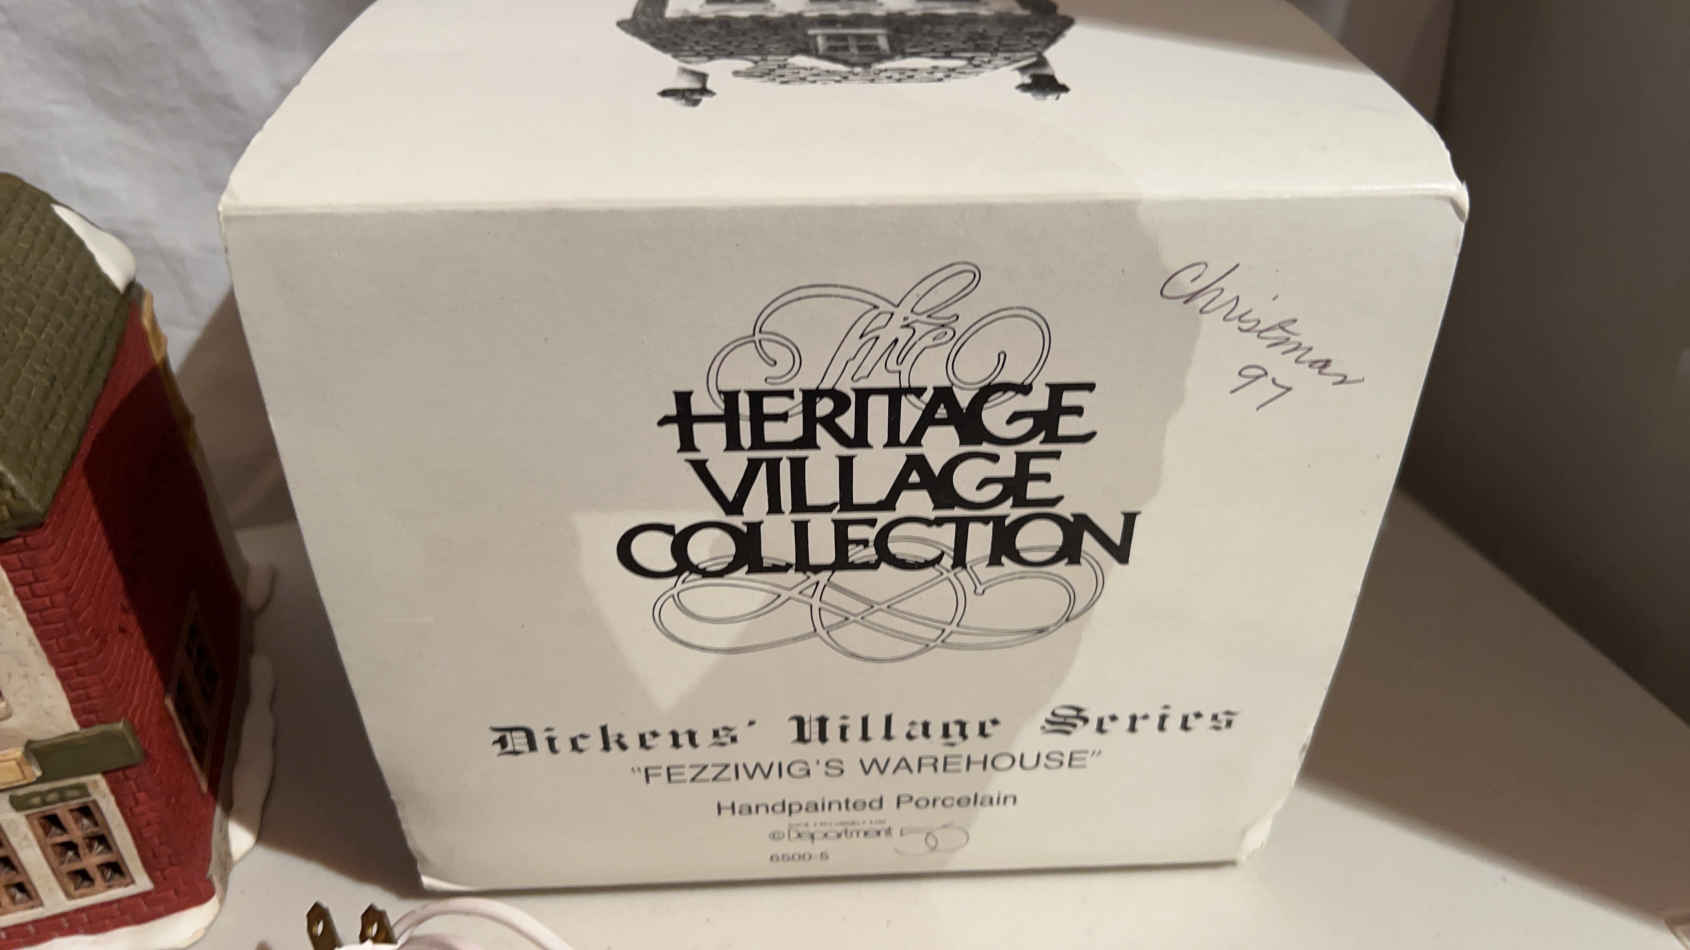 The
HERITAGE
VILLAGE
COLLECTION
Christmas
97
Dickens' Village Series
"FEZZIWIG'S WAREHOUSE"
Handpainted Porcelain
© Department 56
6500-5